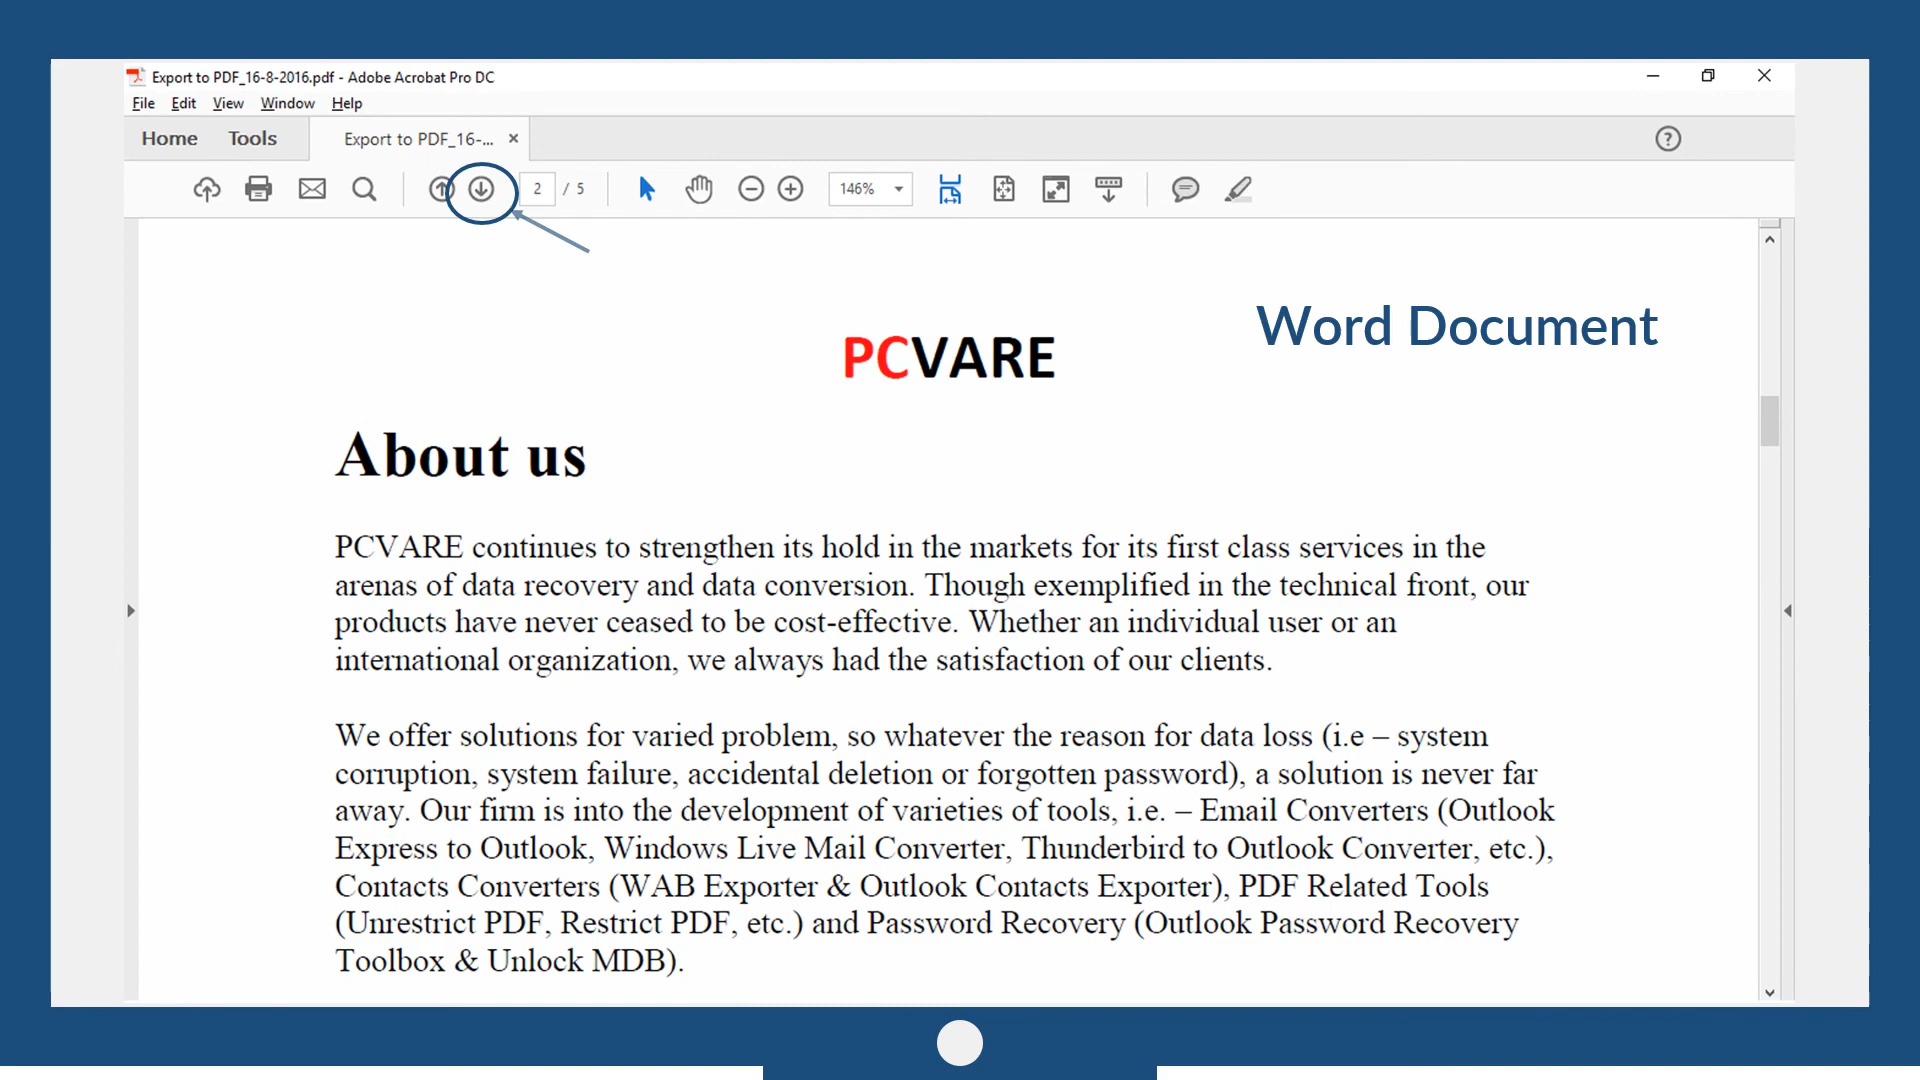 Export to PDF_16-8-2016.pdf - Adobe Acrobat Pro DC
File Edit View Window Help
Home Tools Export to PDF_16-...
2 / 5 146%
Word Document
PCVARE
About us
PCVARE continues to strengthen its hold in the markets for its first class services in the
arenas of data recovery and data conversion. Though exemplified in the technical front, our
products have never ceased to be cost-effective. Whether an individual user or an
international organization, we always had the satisfaction of our clients.
We offer solutions for varied problem, so whatever the reason for data loss (i.e – system
corruption, system failure, accidental deletion or forgotten password), a solution is never far
away. Our firm is into the development of varieties of tools, i.e. – Email Converters (Outlook
Express to Outlook, Windows Live Mail Converter, Thunderbird to Outlook Converter, etc.),
Contacts Converters (WAB Exporter & Outlook Contacts Exporter), PDF Related Tools
(Unrestrict PDF, Restrict PDF, etc.) and Password Recovery (Outlook Password Recovery
Toolbox & Unlock MDB).